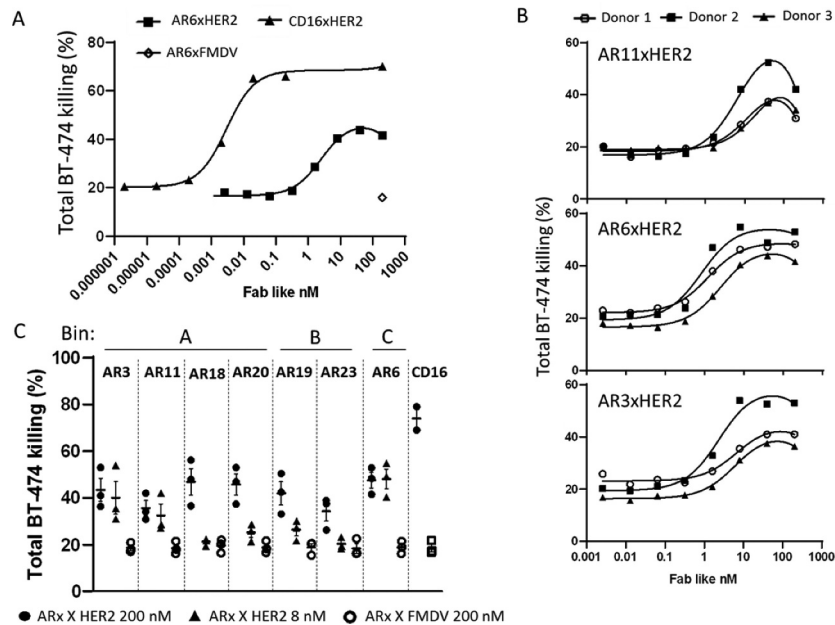 A
AR6xHER2 CD16xHER2
AR6xFMDV
Total BT-474 killing (%)
80
60
40
20
0
0.000001 0.00001 0.0001 0.001 0.01 0.1 1 10 100 1000
Fab like nM
B
Donor 1 Donor 2 Donor 3
AR11xHER2
60
40
20
0
AR6xHER2
60
40
20
0
AR3xHER2
60
40
20
0
Total BT-474 killing (%)
0.001 0.01 0.1 1 10 100 1000
Fab like nM
C
Bin: A B C
AR3 AR11 AR18 AR20 AR19 AR23 AR6 CD16
Total BT-474 killing (%)
100
80
60
40
20
0
ARx X HER2 200 nM ARx X HER2 8 nM ARx X FMDV 200 nM